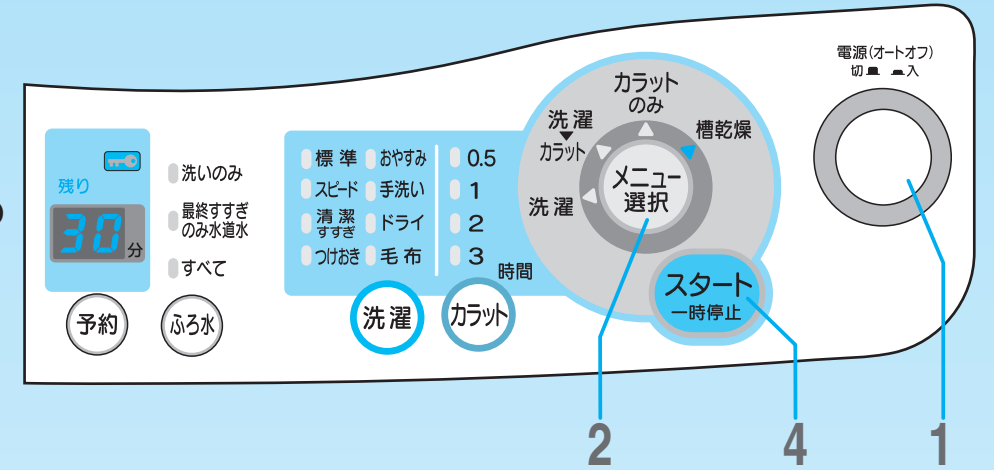 電源(オートオフ)
切 入
カラット
のみ
洗濯
カラット
槽乾燥
洗濯
メニュー
選択
スタート
一時停止
残り
30分
洗いのみ
最終すすぎ
のみ水道水
すべて
予約
ふろ水
標準 おやすみ 0.5
スピード 手洗い 1
清潔
すすぎ
ドライ 2
つけおき 毛布 3
時間
洗濯
カラット
2
4
1